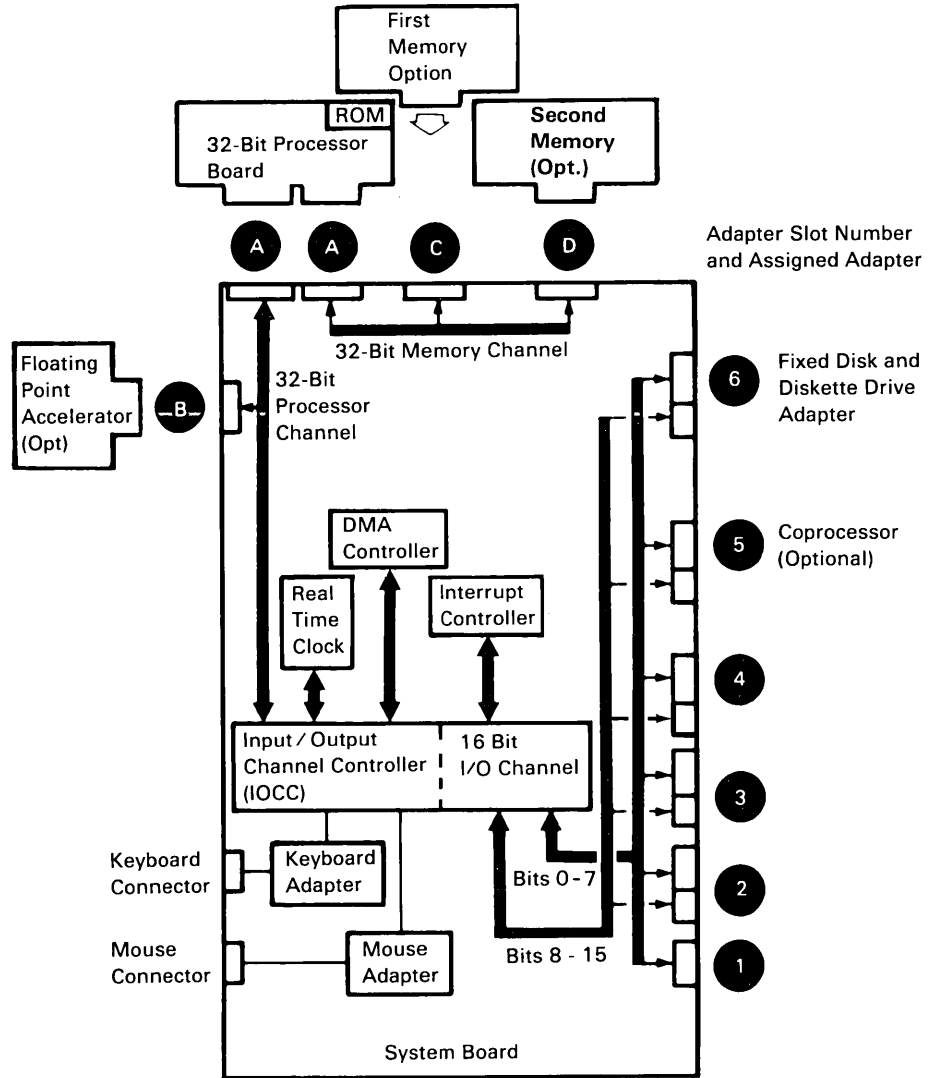 First
Memory
Option
ROM
32-Bit Processor
Board
Second
Memory
(Opt.)
A
A
C
D
Adapter Slot Number
and Assigned Adapter
32-Bit Memory Channel
Floating
Point
Accelerator
(Opt)
B
32-Bit
Processor
Channel
6
Fixed Disk and
Diskette Drive
Adapter
DMA
Controller
5
Coprocessor
(Optional)
Real
Time
Clock
Interrupt
Controller
4
Input / Output
Channel Controller
(IOCC)
16 Bit
I/O Channel
3
Keyboard
Connector
Keyboard
Adapter
Bits 0-7
2
Mouse
Connector
Mouse
Adapter
Bits 8 - 15
1
System Board